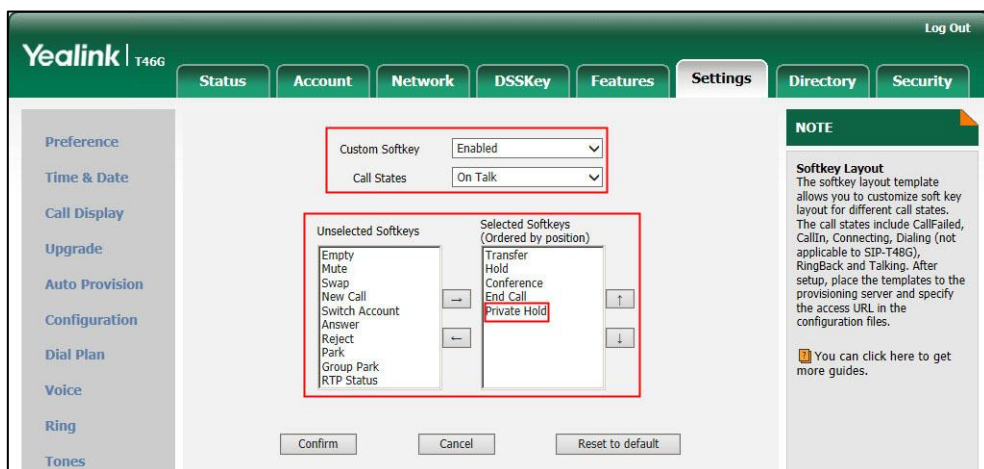 Log Out
Yealink | T46G
Status Account Network DSSKey Features Settings Directory Security
Preference
Time & Date
Call Display
Upgrade
Auto Provision
Configuration
Dial Plan
Voice
Ring
Tones
Custom Softkey Enabled
Call States On Talk
Unselected Softkeys
Empty
Mute
Swap
New Call
Switch Account
Answer
Reject
Park
Group Park
RTP Status
→
←
Selected Softkeys
(Ordered by position)
Transfer
Hold
Conference
End Call
Private Hold
↑
↓
Confirm Cancel Reset to default
NOTE
Softkey Layout
The softkey layout template
allows you to customize soft key
layout for different call states.
The call states include CallFailed,
CallIn, Connecting, Dialing (not
applicable to SIP-T48G),
RingBack and Talking. After
setup, place the templates to the
provisioning server and specify
the access URL in the
configuration files.
You can click here to get
more guides.